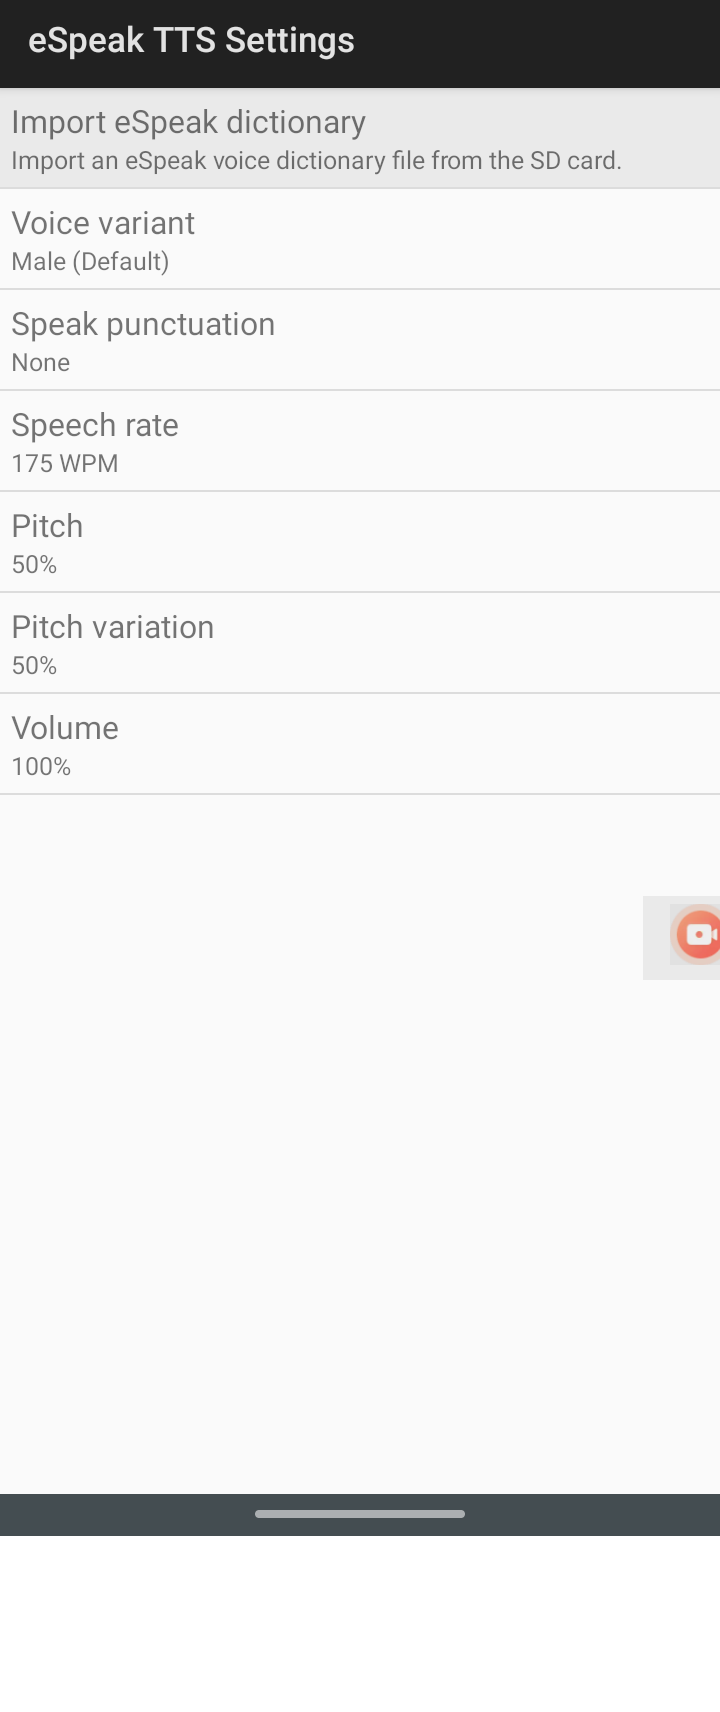 eSpeak TTS Settings
Import eSpeak dictionary
Import an eSpeak voice dictionary file from the SD card.
Voice variant
Male (Default)
Speak punctuation
None
Speech rate
175 WPM
Pitch
50%
Pitch variation
50%
Volume
100%